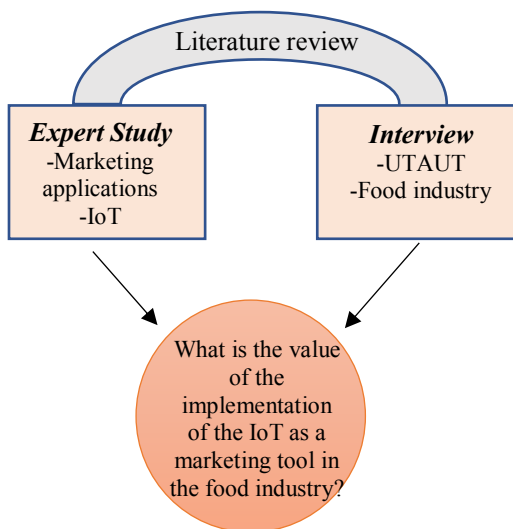 Literature review
Expert Study
-Marketing
applications
-IoT
Interview
-UTAUT
-Food industry
What is the value
of the
implementation
of the IoT as a
marketing tool in
the food industry?